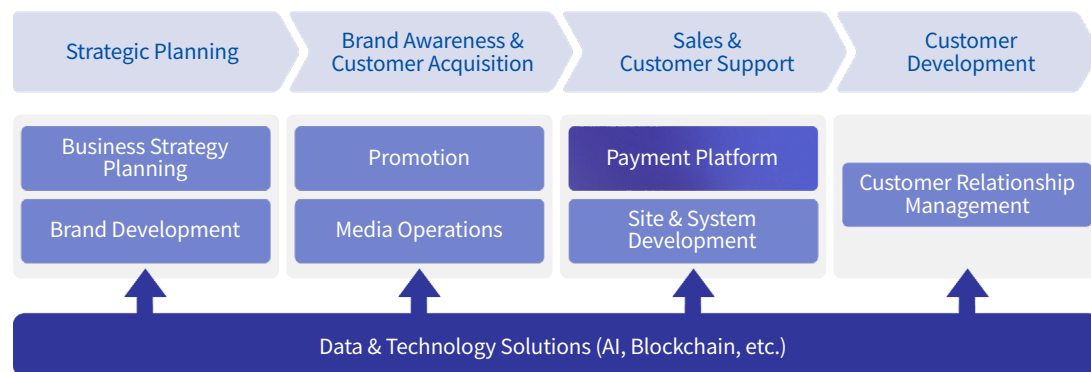 Strategic Planning
Brand Awareness &
Customer Acquisition
Sales &
Customer Support
Customer
Development
Business Strategy
Planning
Brand Development
Promotion
Media Operations
Payment Platform
Site & System
Development
Customer Relationship
Management
Data & Technology Solutions (AI, Blockchain, etc.)